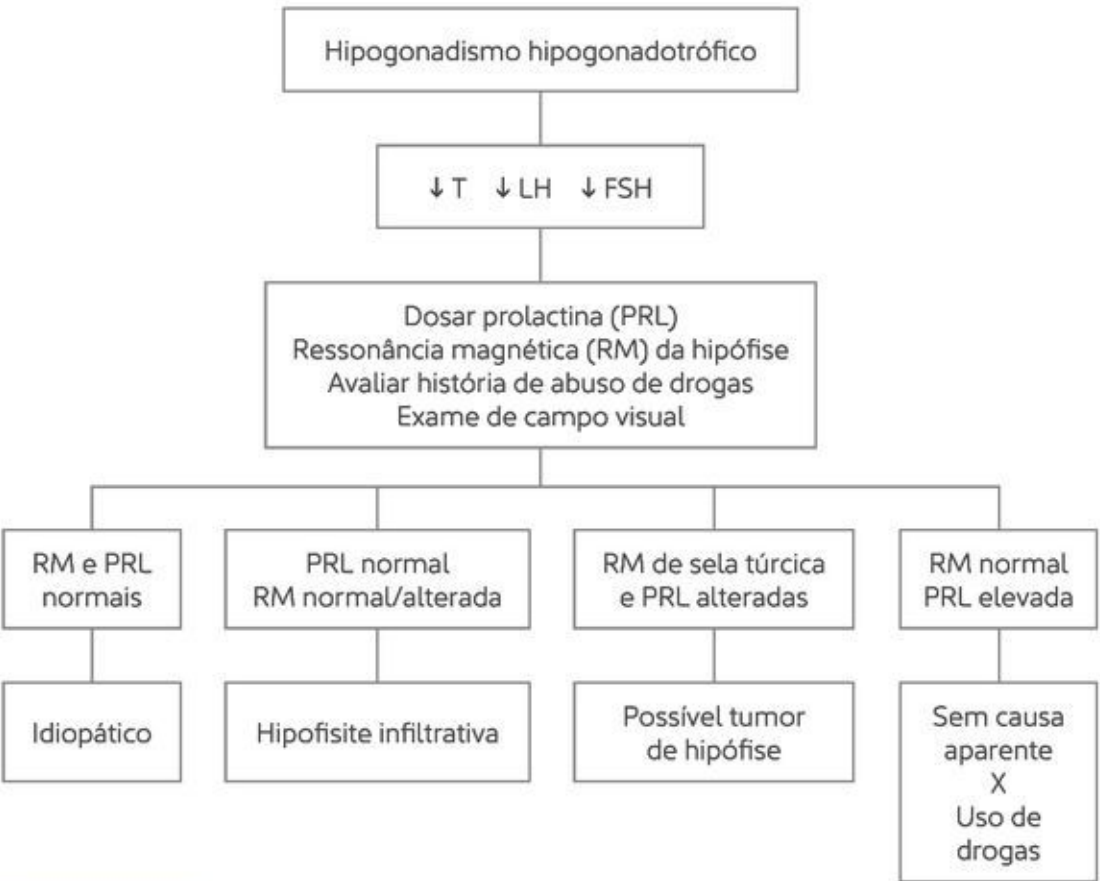 Hipogonadismo hipogonadotrófico
↓ T ↓ LH ↓ FSH
Dosar prolactina (PRL)
Ressonância magnética (RM) da hipófise
Avaliar história de abuso de drogas
Exame de campo visual
RM e PRL
normais
PRL normal
RM normal/alterada
RM de sela túrcica
e PRL alteradas
RM normal
PRL elevada
Idiopático
Hipofisite infiltrativa
Possível tumor
de hipófise
Sem causa
aparente
X
Uso de
drogas